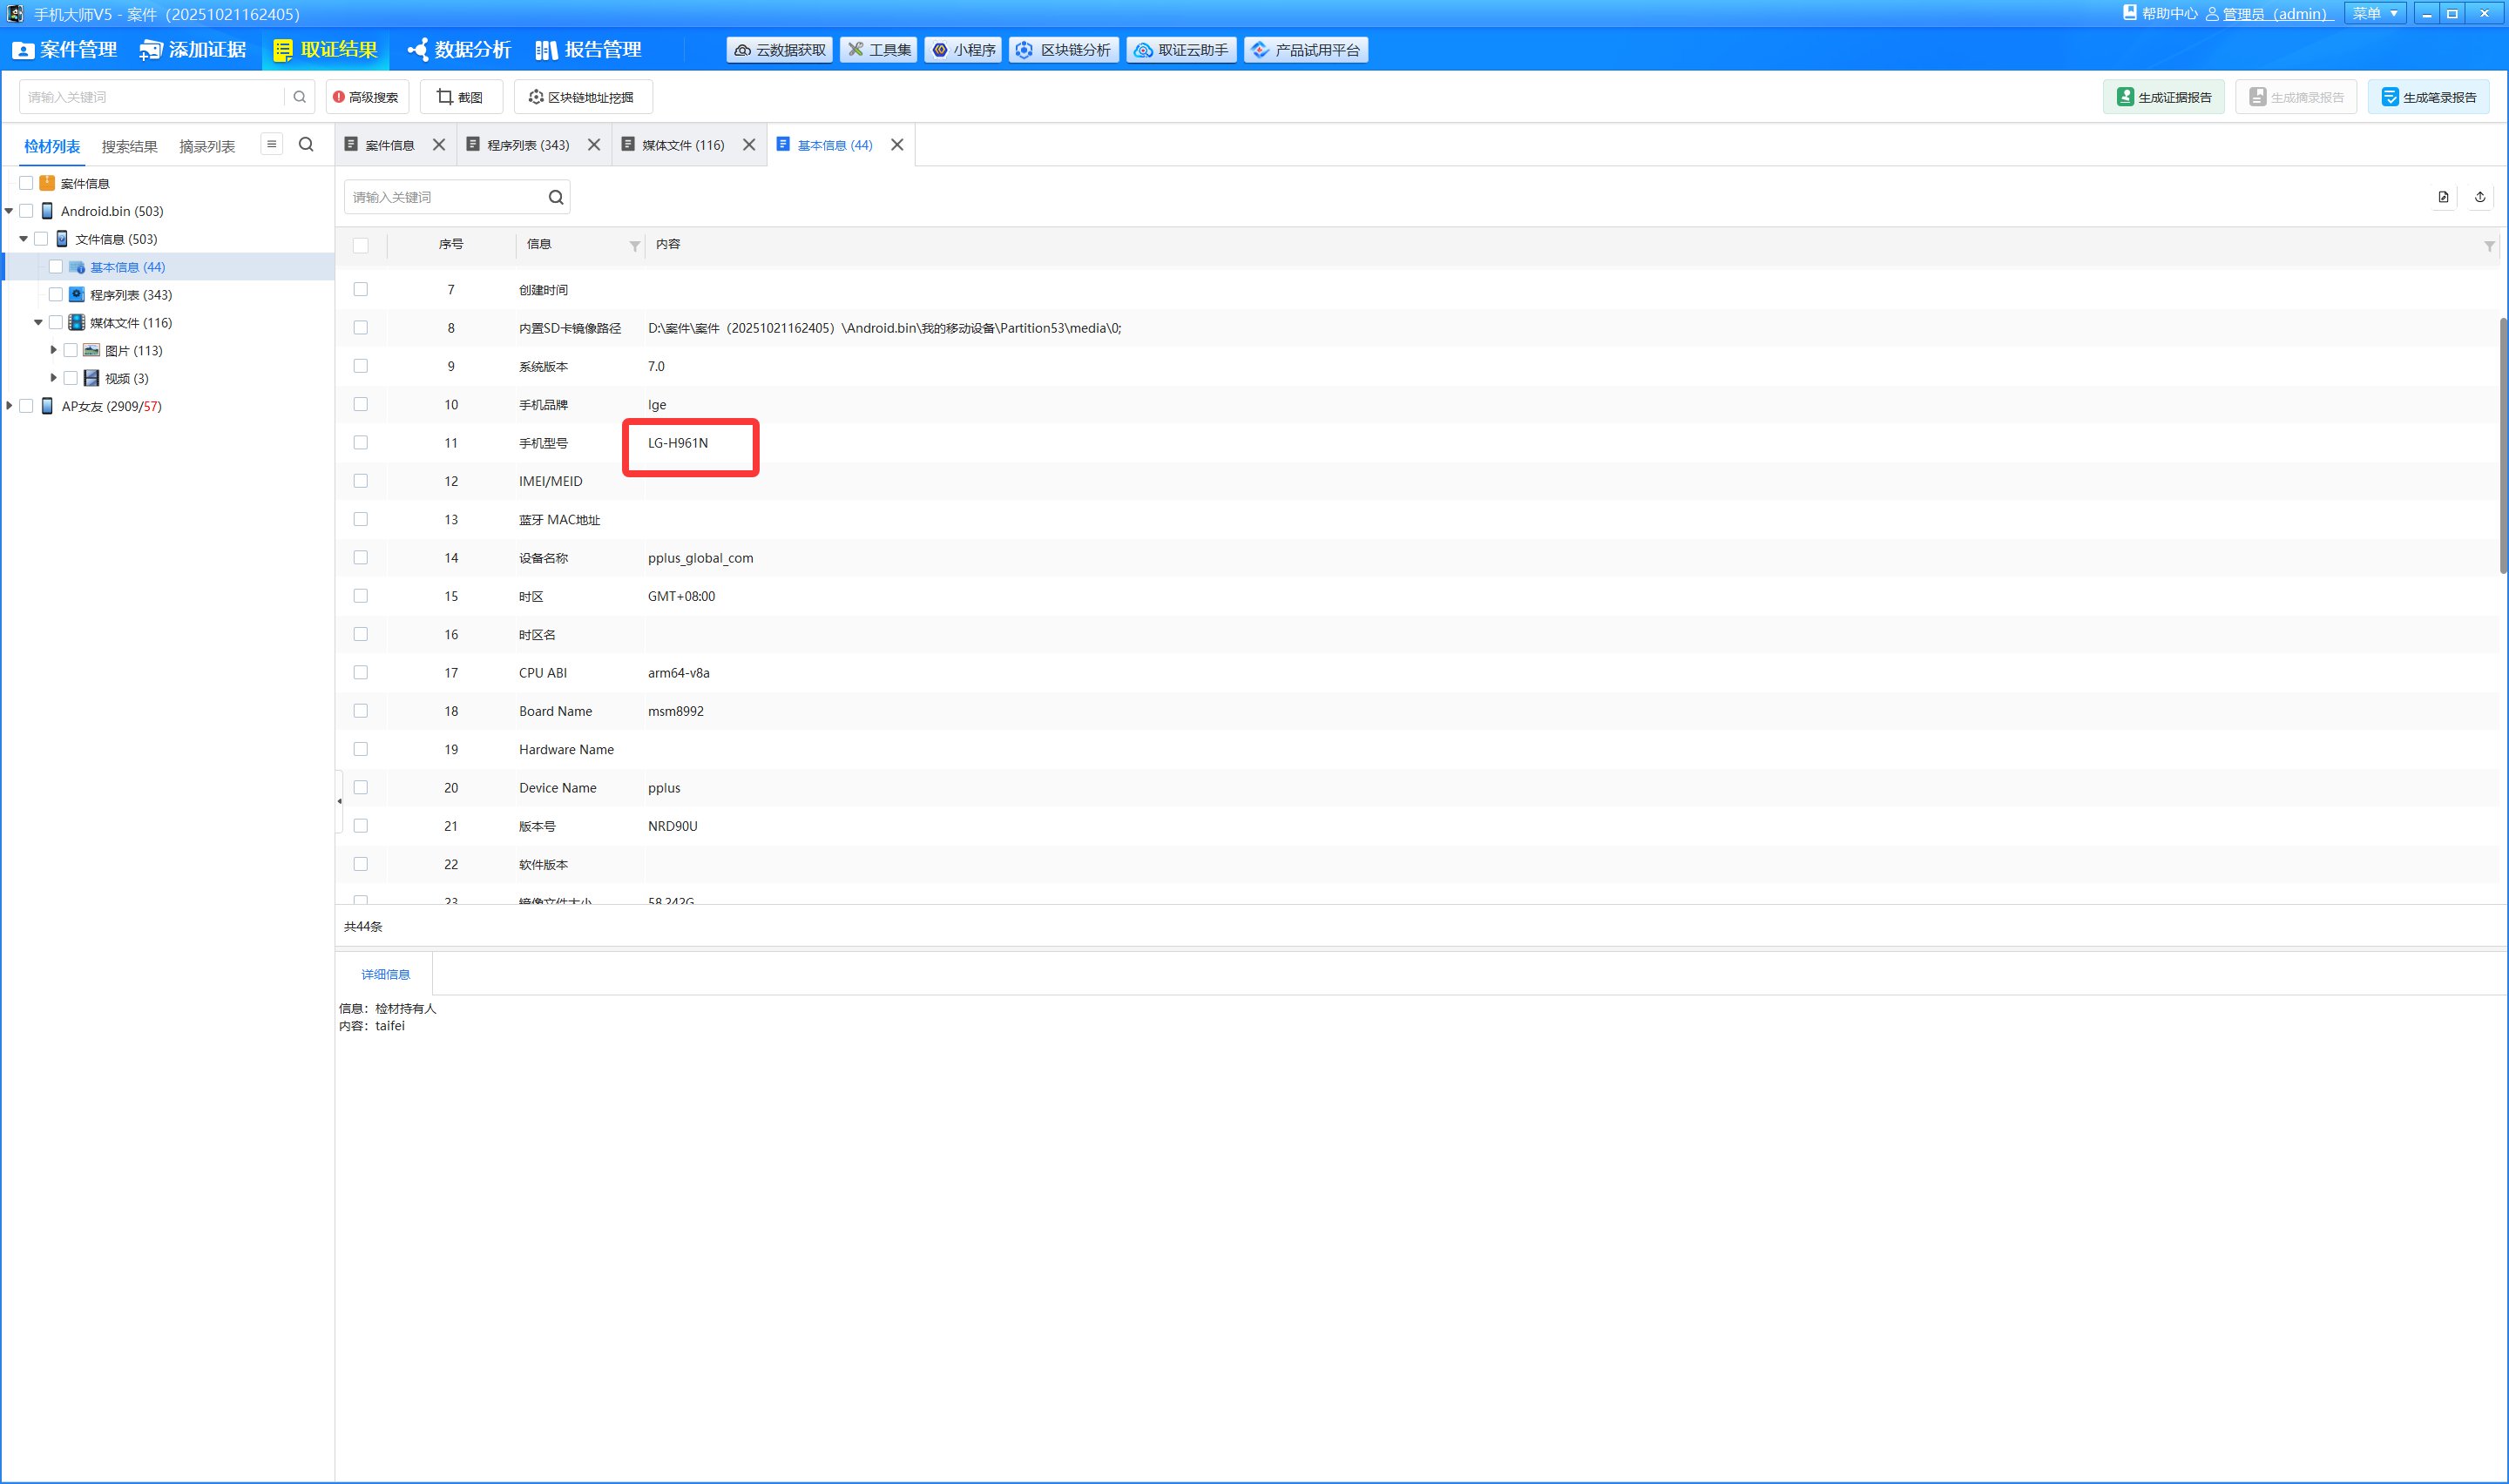 手机大师V5 - 案件（20251021162405）
帮助中心 管理员（admin） 菜单
案件管理 添加证据 取证结果 数据分析 报告管理 云数据获取 工具集 小程序 区块链分析 取证云助手 产品试用平台
请输入关键词 高级搜索 截图 区块链地址挖掘 生成证据报告 生成摘录报告 生成笔录报告
检材列表 搜索结果 摘录列表
案件信息 程序列表 (343) 媒体文件 (116) 基本信息 (44)
案件信息
Android.bin (503)
文件信息 (503)
基本信息 (44)
程序列表 (343)
媒体文件 (116)
图片 (113)
视频 (3)
AP女友 (2909/57)
请输入关键词
序号 信息 内容
7 创建时间
8 内置SD卡镜像路径 D:\案件\案件（20251021162405）\Android.bin\我的移动设备\Partition53\media\0;
9 系统版本 7.0
10 手机品牌 lge
11 手机型号 LG-H961N
12 IMEI/MEID
13 蓝牙 MAC地址
14 设备名称 pplus_global_com
15 时区 GMT+08:00
16 时区名
17 CPU ABI arm64-v8a
18 Board Name msm8992
19 Hardware Name
20 Device Name pplus
21 版本号 NRD90U
22 软件版本
23 镜像文件大小 58.242G
共44条
详细信息
信息：检材持有人
内容：taifei